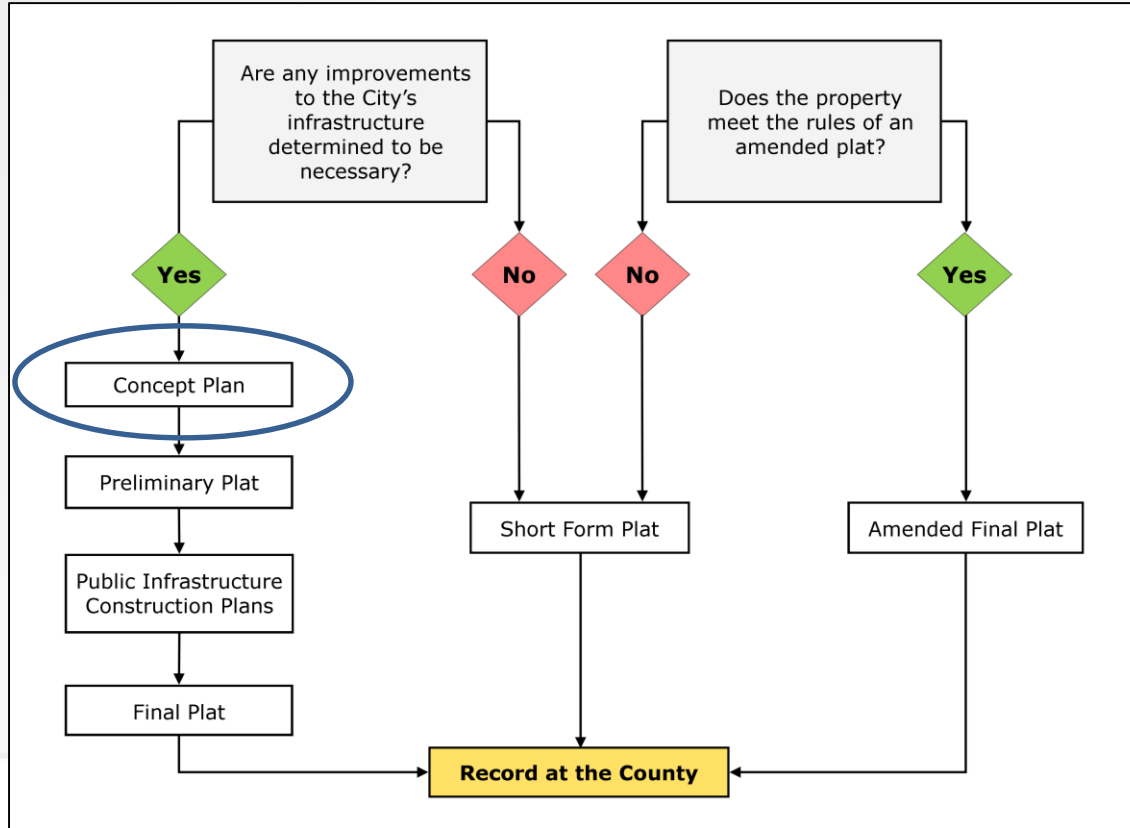 Are any improvements
to the City’s
infrastructure
determined to be
necessary?
Does the property
meet the rules of an
amended plat?
Yes
No
No
Yes
Concept Plan
Preliminary Plat
Short Form Plat
Amended Final Plat
Public Infrastructure
Construction Plans
Final Plat
Record at the County